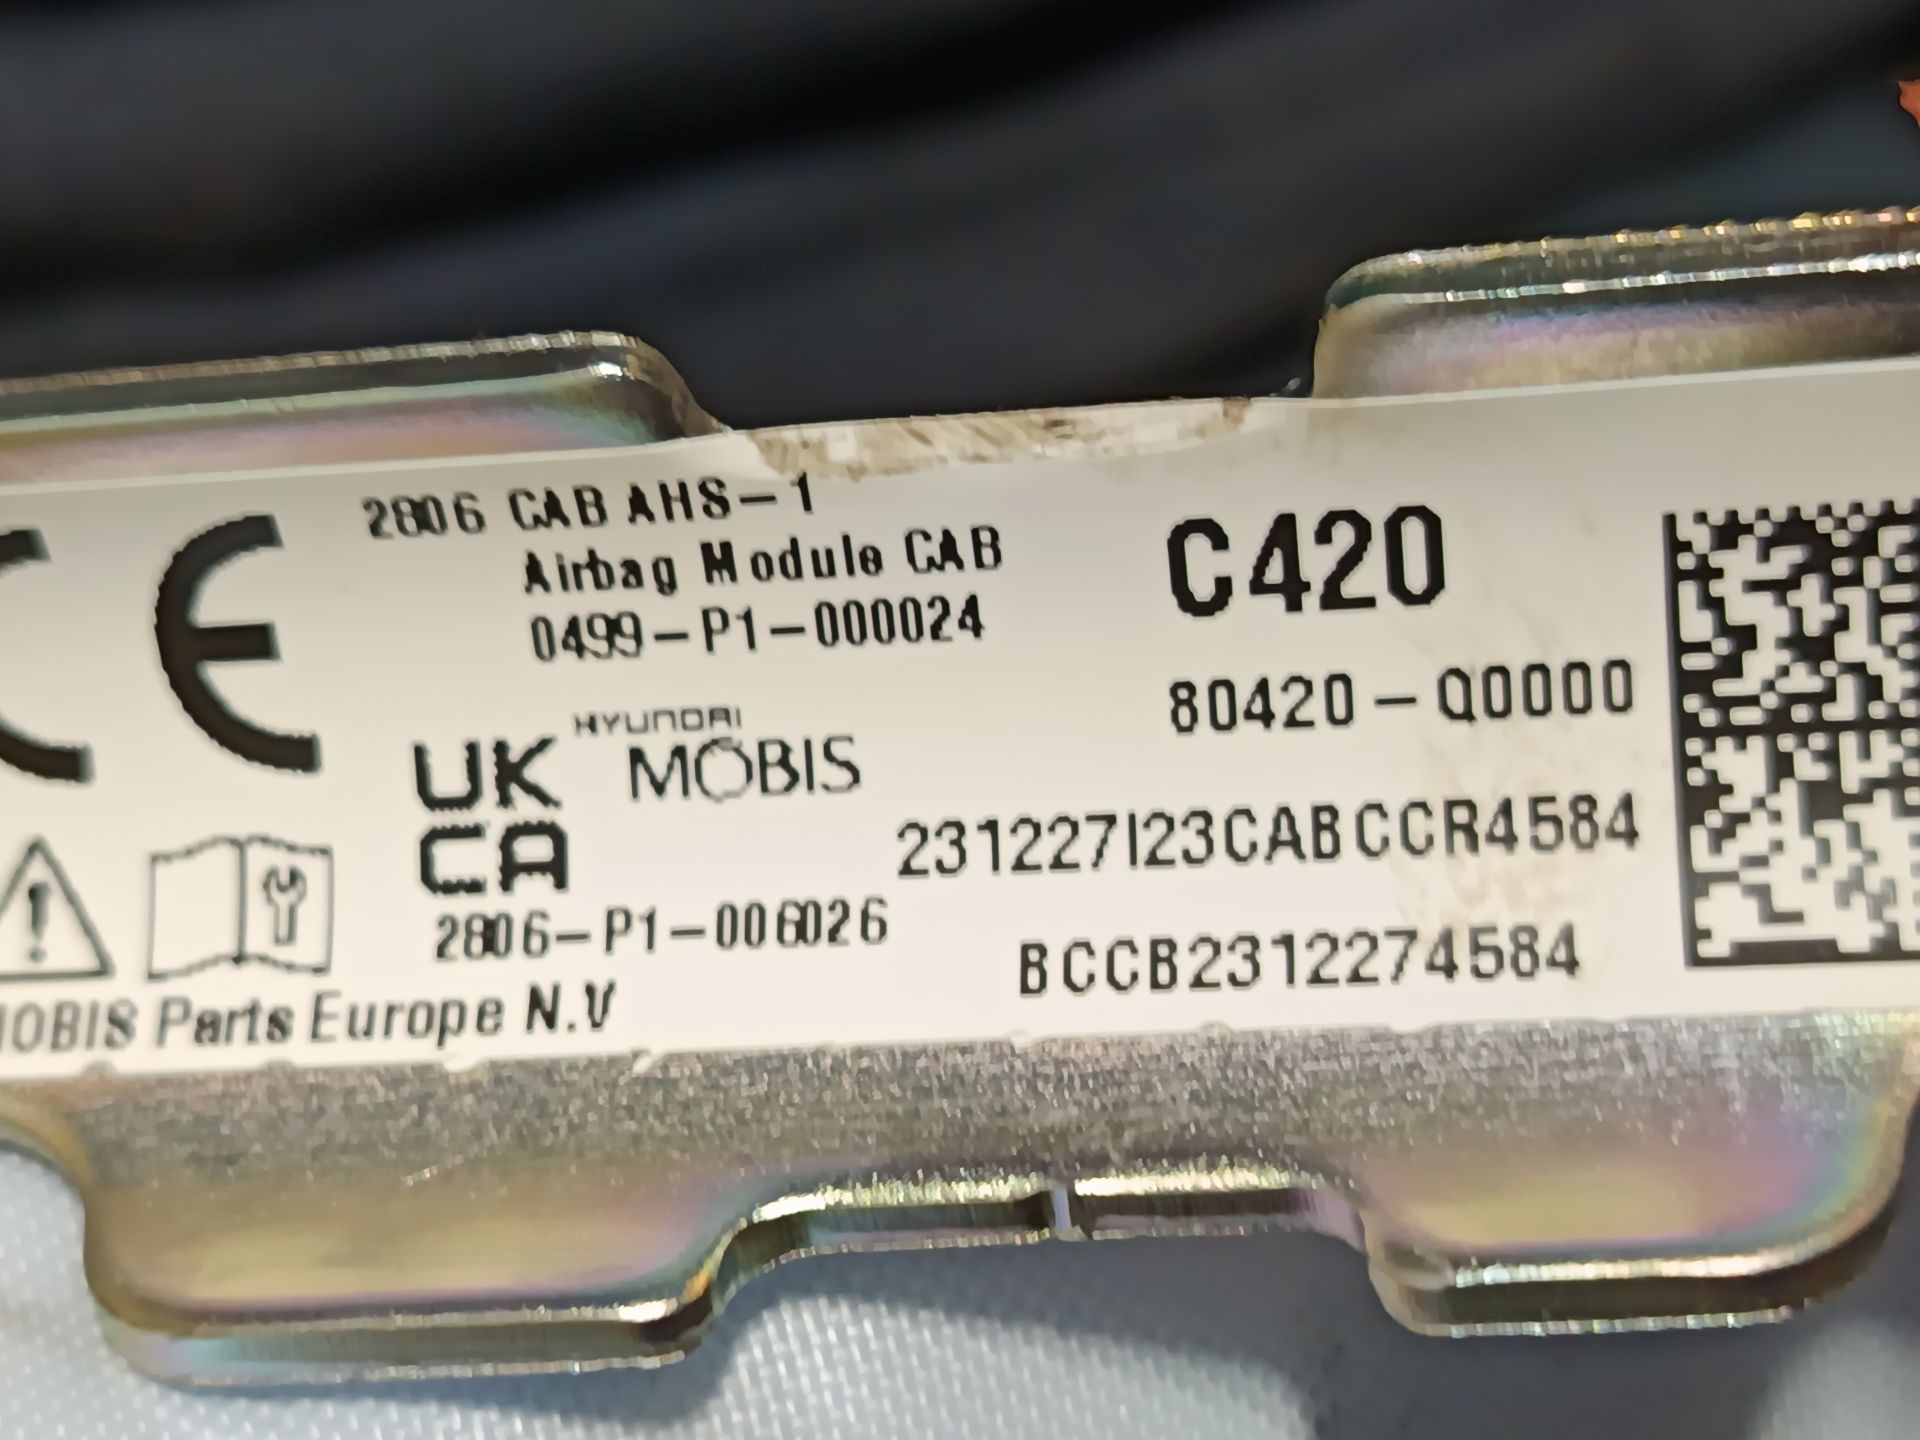 CE
2806 CAB AHS-1
Airbag Module CAB
0499-P1-000024
C420
80420-Q0000
HYUNDAI
MOBIS
UK
CA
231227I23CABCCR4584
2806-P1-006026
BCCB2312274584
MOBIS Parts Europe N.V